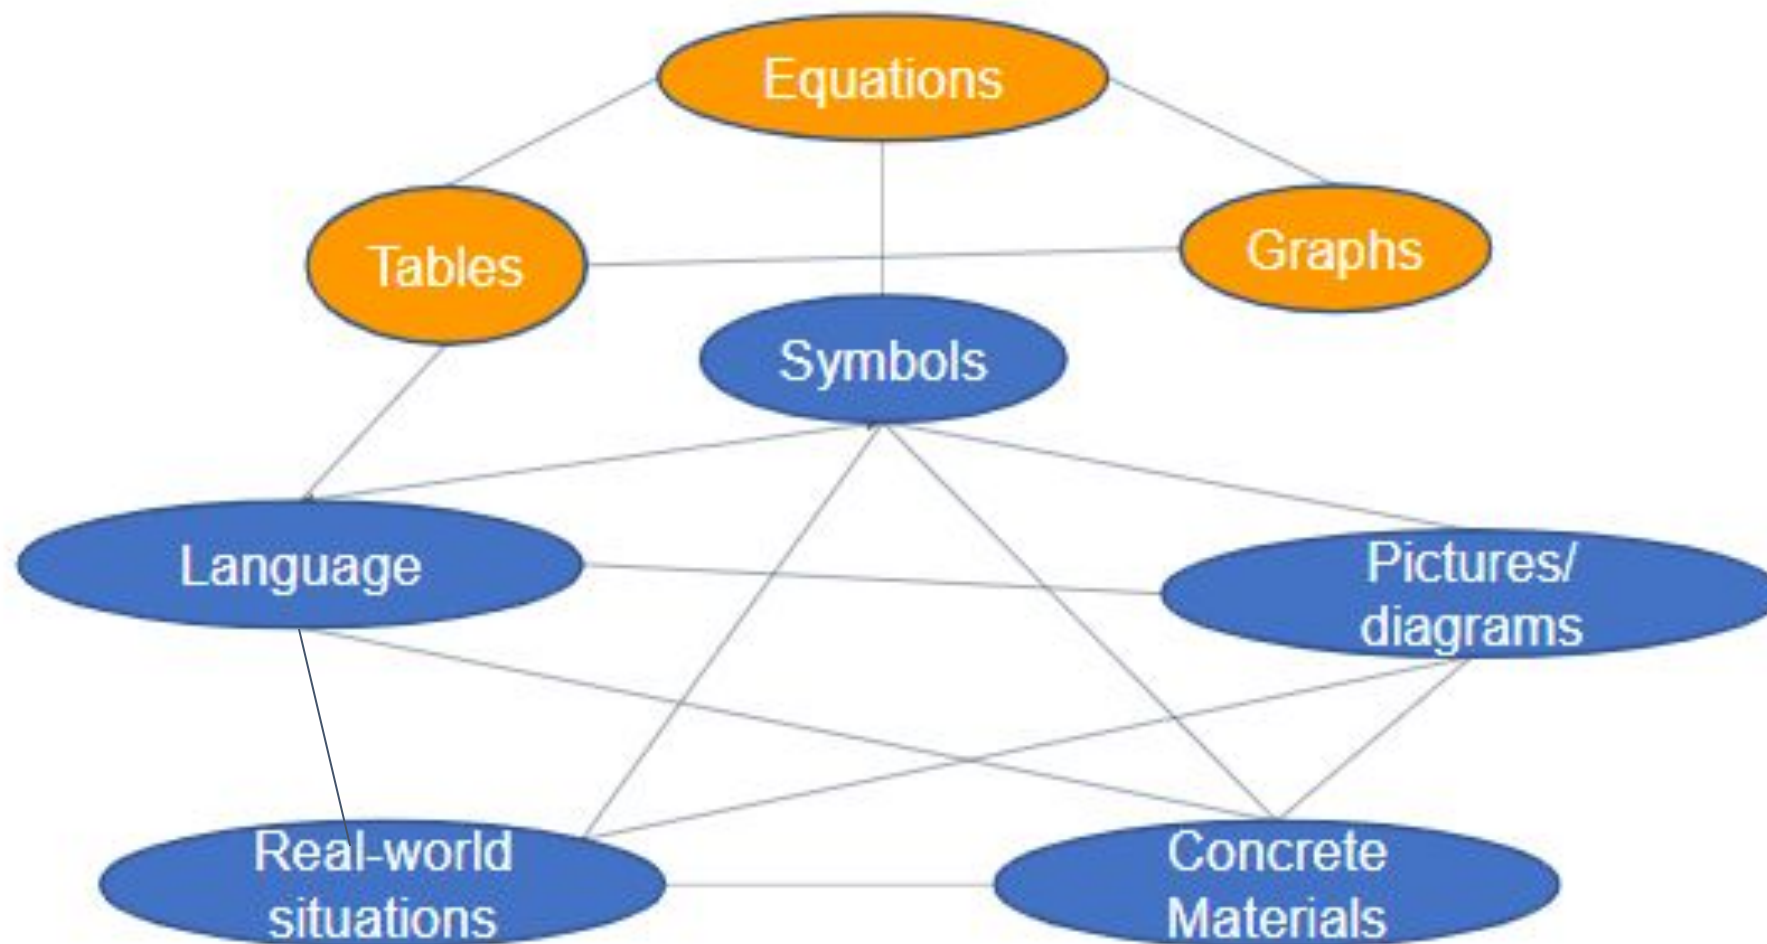 Equations
Tables
Graphs
Symbols
Language
Pictures/
diagrams
Real-world
situations
Concrete
Materials